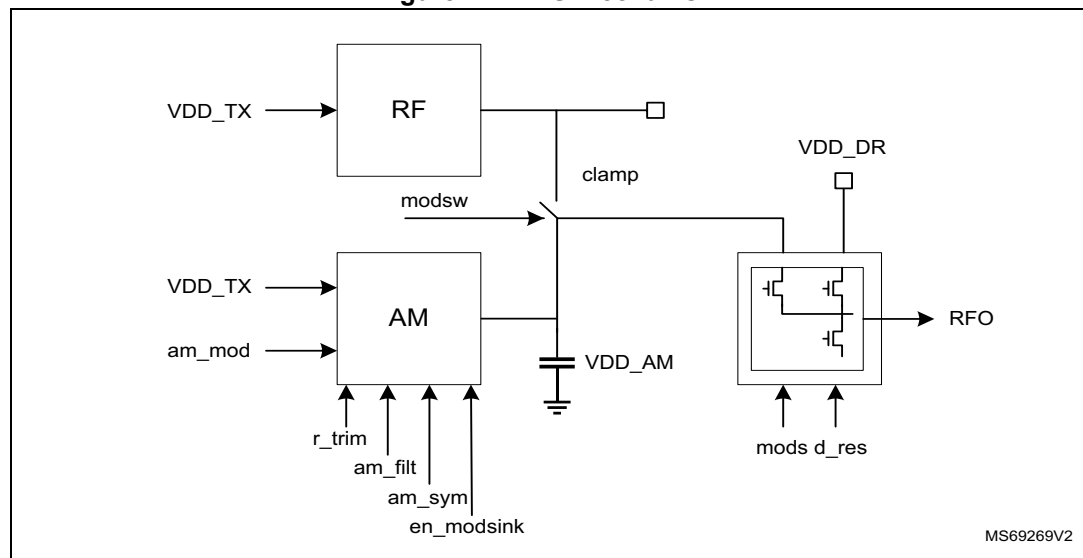 VDD_TX
RF
VDD_DR
clamp
modsw
VDD_TX
AM
RFO
am_mod
VDD_AM
r_trim
mods d_res
am_filt
am_sym
en_modsink
MS69269V2